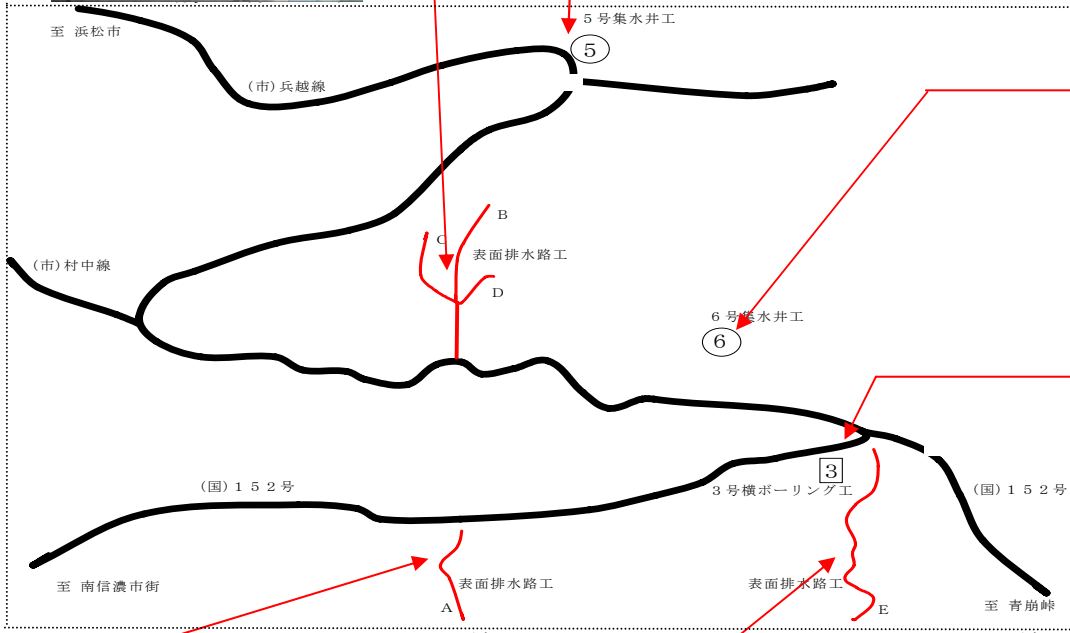 ５号集水井工
⑤
至 浜松市
(市)兵越線
B
C
表面排水路工
(市)村中線
D
６号集水井工
⑥
3
(国)１５２号
３号横ボーリング工
(国)１５２号
至 南信濃市街
表面排水路工
A
表面排水路工
E
至 青崩峠